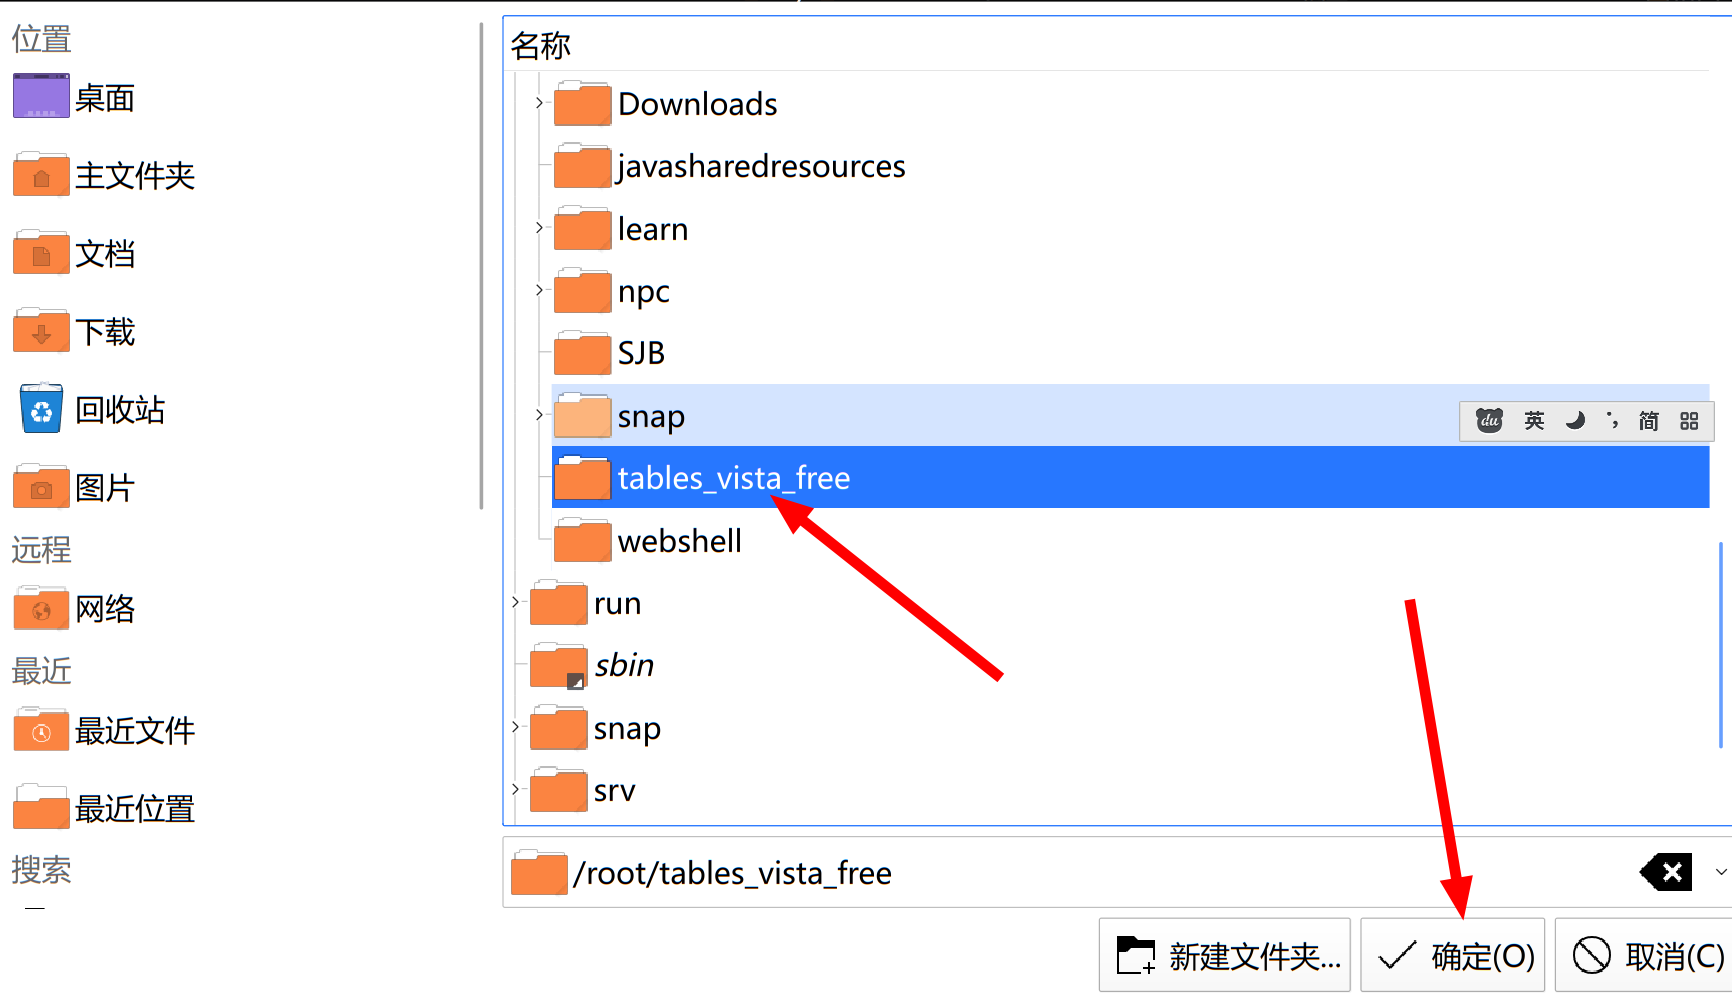 位置
桌面
主文件夹
文档
下载
回收站
图片
远程
网络
最近
最近文件
最近位置
搜索
名称
Downloads
javasharedresources
learn
npc
SJB
snap
du 英 简
tables_vista_free
webshell
run
sbin
snap
srv
/root/tables_vista_free
新建文件夹... 确定(O) 取消(C)